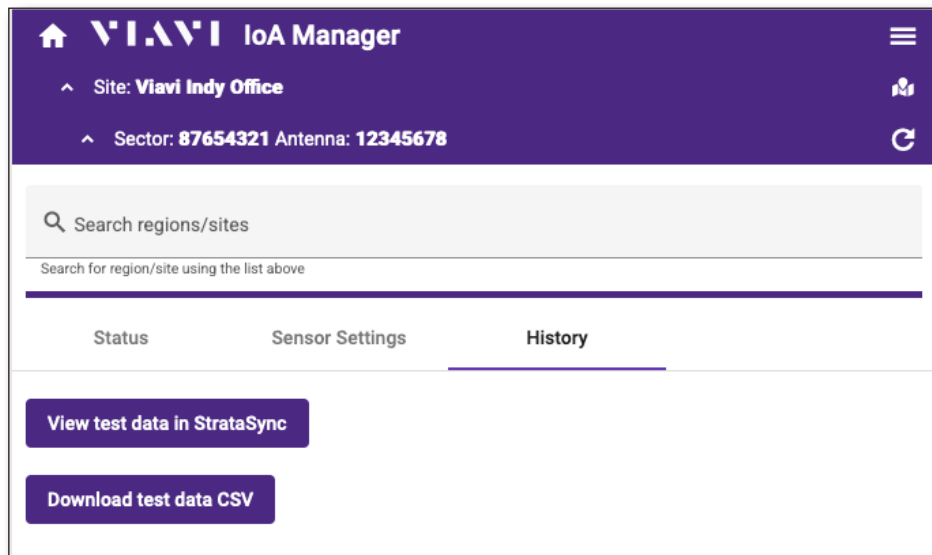 VIAVI IoA Manager
Site: Viavi Indy Office
Sector: 87654321 Antenna: 12345678
Search regions/sites
Search for region/site using the list above
Status Sensor Settings History
View test data in StrataSync
Download test data CSV